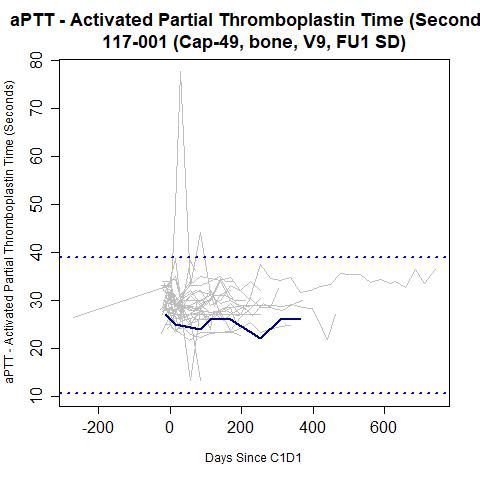 aPTT - Activated Partial Thromboplastin Time (Second
117-001 (Cap-49, bone, V9, FU1 SD)
aPTT - Activated Partial Thromboplastin Time (Seconds)
80
70
60
50
40
30
20
10
-200 0 200 400 600
Days Since C1D1